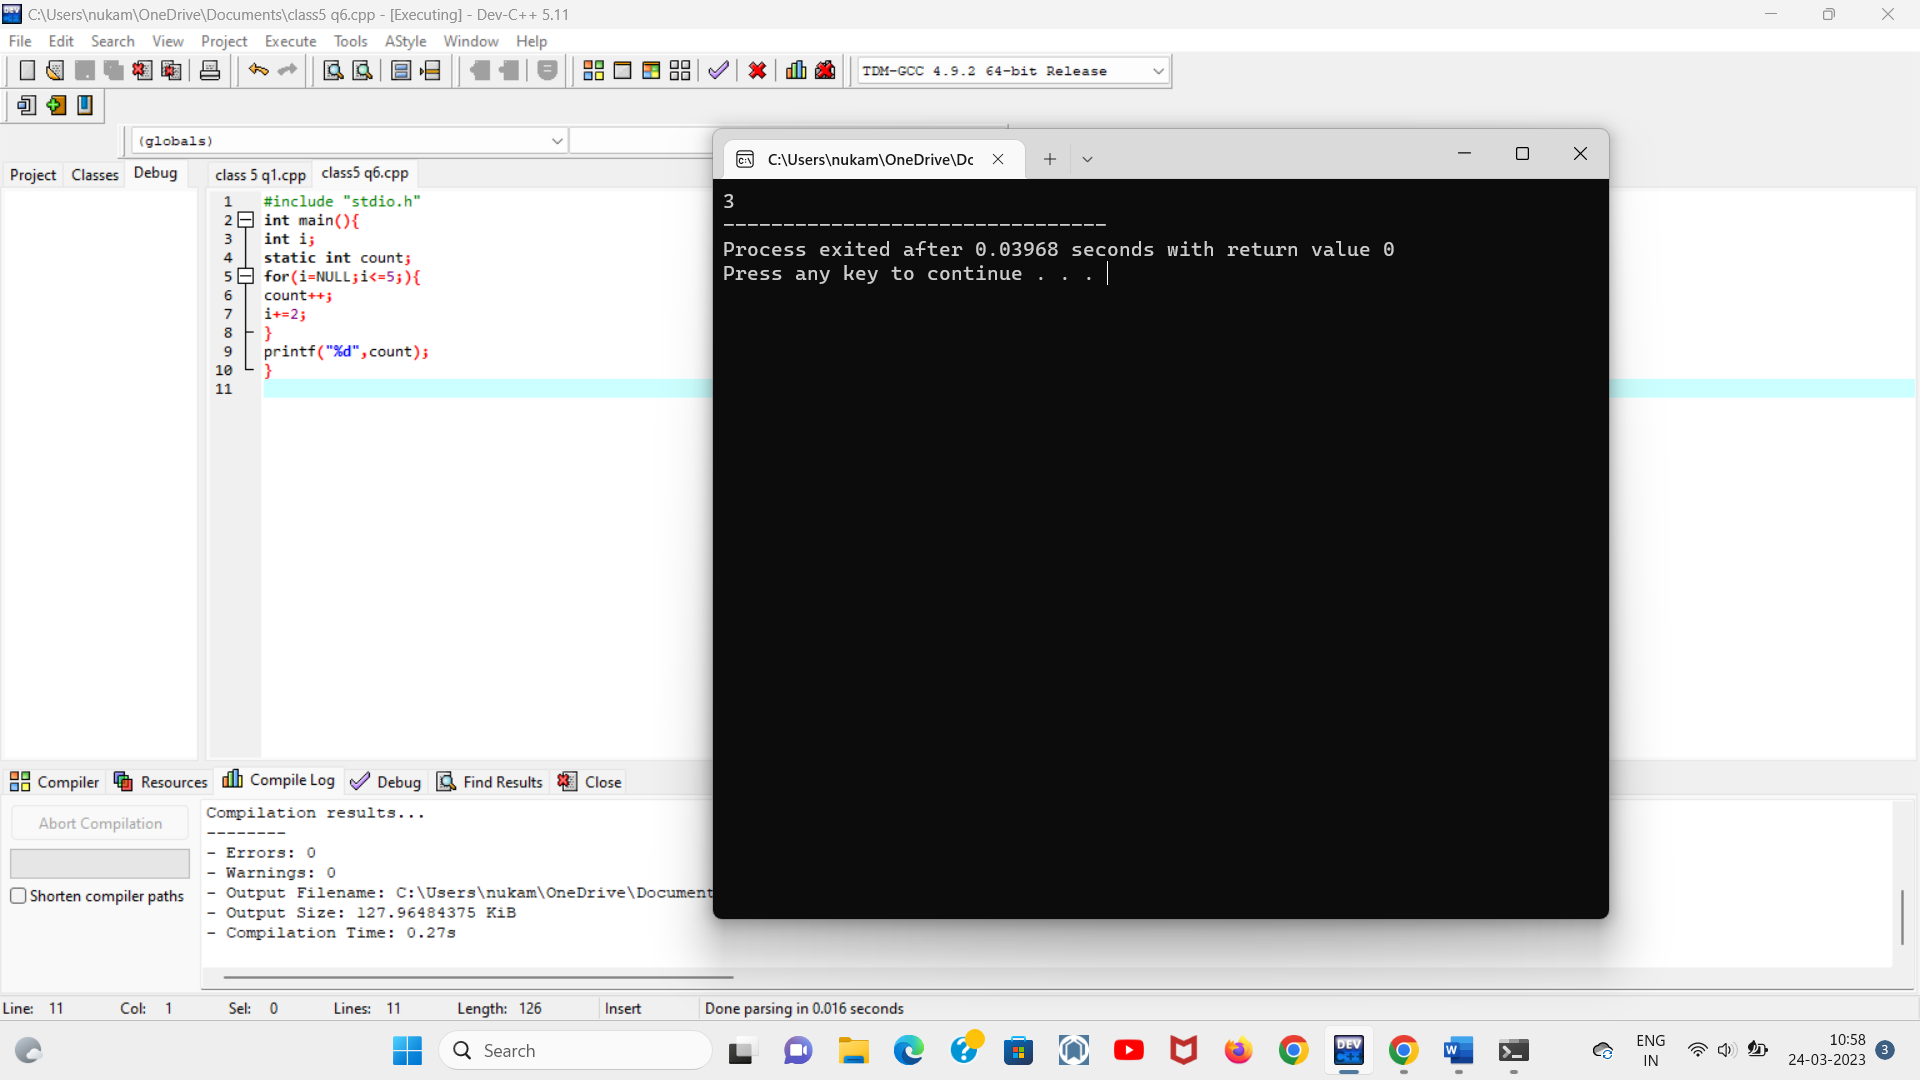 C:\Users\nukam\OneDrive\Documents\class5 q6.cpp - [Executing] - Dev-C++ 5.11
File Edit Search View Project Execute Tools AStyle Window Help
TDM-GCC 4.9.2 64-bit Release
(globals)
Project Classes Debug
class 5 q1.cpp class5 q6.cpp
1 #include "stdio.h"
2 int main(){
3 int i;
4 static int count;
5 for(i=NULL;i<=5;){
6 count++;
7 i+=2;
8 }
9 printf("%d",count);
10 }
11
C:\Users\nukam\OneDrive\Dc
3
--------------------------------
Process exited after 0.03968 seconds with return value 0
Press any key to continue . . .
Compiler Resources Compile Log Debug Find Results Close
Abort Compilation
Shorten compiler paths
Compilation results...
--------
- Errors: 0
- Warnings: 0
- Output Filename: C:\Users\nukam\OneDrive\Document
- Output Size: 127.96484375 KiB
- Compilation Time: 0.27s
Line: 11 Col: 1 Sel: 0 Lines: 11 Length: 126 Insert Done parsing in 0.016 seconds
Search
DEV C++
W
ENG
IN
10:58
24-03-2023
3